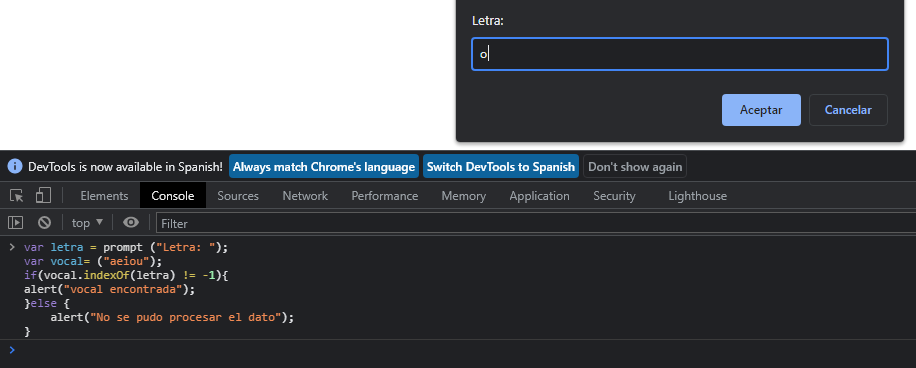 Letra:
o
Aceptar Cancelar
DevTools is now available in Spanish! Always match Chrome's language Switch DevTools to Spanish Don't show again
Elements Console Sources Network Performance Memory Application Security Lighthouse
top Filter
var letra = prompt ("Letra: ");
var vocal= ("aeiou");
if(vocal.indexOf(letra) != -1){
alert("vocal encontrada");
}else {
alert("No se pudo procesar el dato");
}